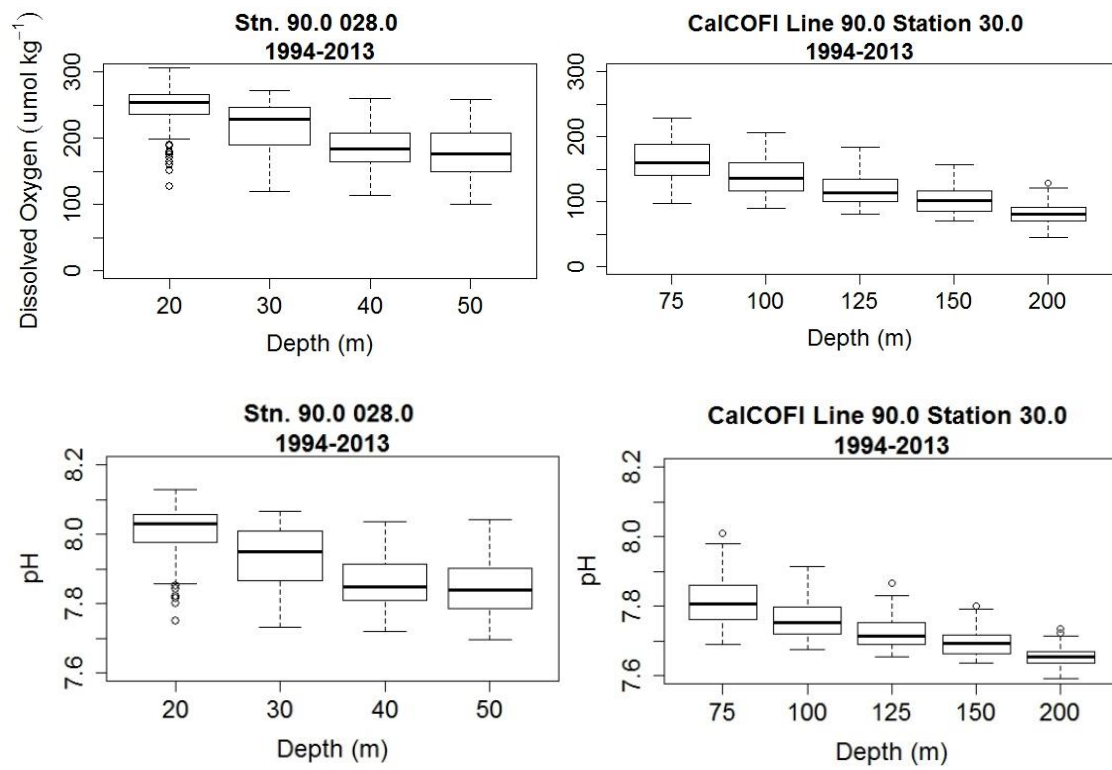 Stn. 90.0 028.0
1994-2013
Dissolved Oxygen (umol kg⁻¹)
300
200
100
0
20 30 40 50
Depth (m)
CalCOFI Line 90.0 Station 30.0
1994-2013
300
200
100
0
75 100 125 150 200
Depth (m)
Stn. 90.0 028.0
1994-2013
pH
8.2
8.0
7.8
7.6
20 30 40 50
Depth (m)
CalCOFI Line 90.0 Station 30.0
1994-2013
pH
8.2
8.0
7.8
7.6
75 100 125 150 200
Depth (m)